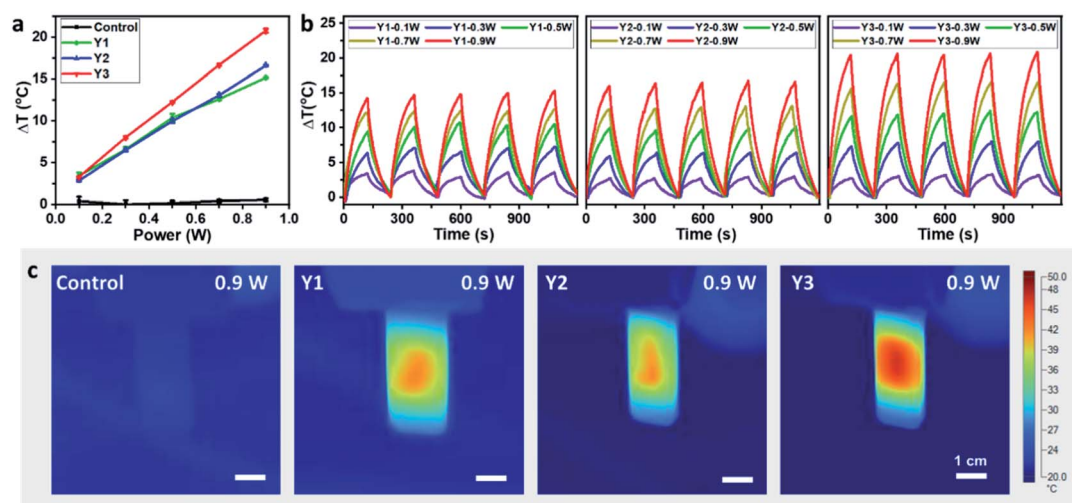 a
Control
Y1
Y2
Y3
ΔT (°C)
20
15
10
5
0
0.0 0.2 0.4 0.6 0.8 1.0
Power (W)
b
Y1-0.1W Y1-0.3W Y1-0.5W
Y1-0.7W Y1-0.9W
Y2-0.1W Y2-0.3W Y2-0.5W
Y2-0.7W Y2-0.9W
Y3-0.1W Y3-0.3W Y3-0.5W
Y3-0.7W Y3-0.9W
ΔT(°C)
25
20
15
10
5
0
0 300 600 900
0 300 600 900
0 300 600 900
Time (s)
Time (s)
Time (s)
c
Control 0.9 W
Y1 0.9 W
Y2 0.9 W
Y3 0.9 W
1 cm
50.0
°C
48
45
42
39
36
33
30
27
24
20.0
°C